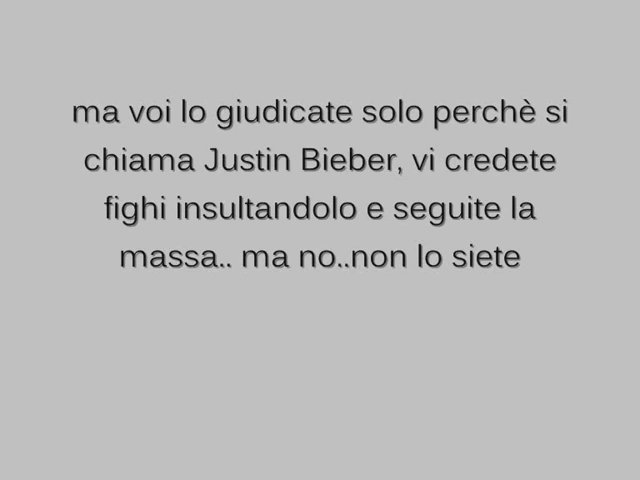 ma voi lo giudicate solo perchè si
chiama Justin Bieber, vi credete
fighi insultandolo e seguite la
massa.. ma no..non lo siete